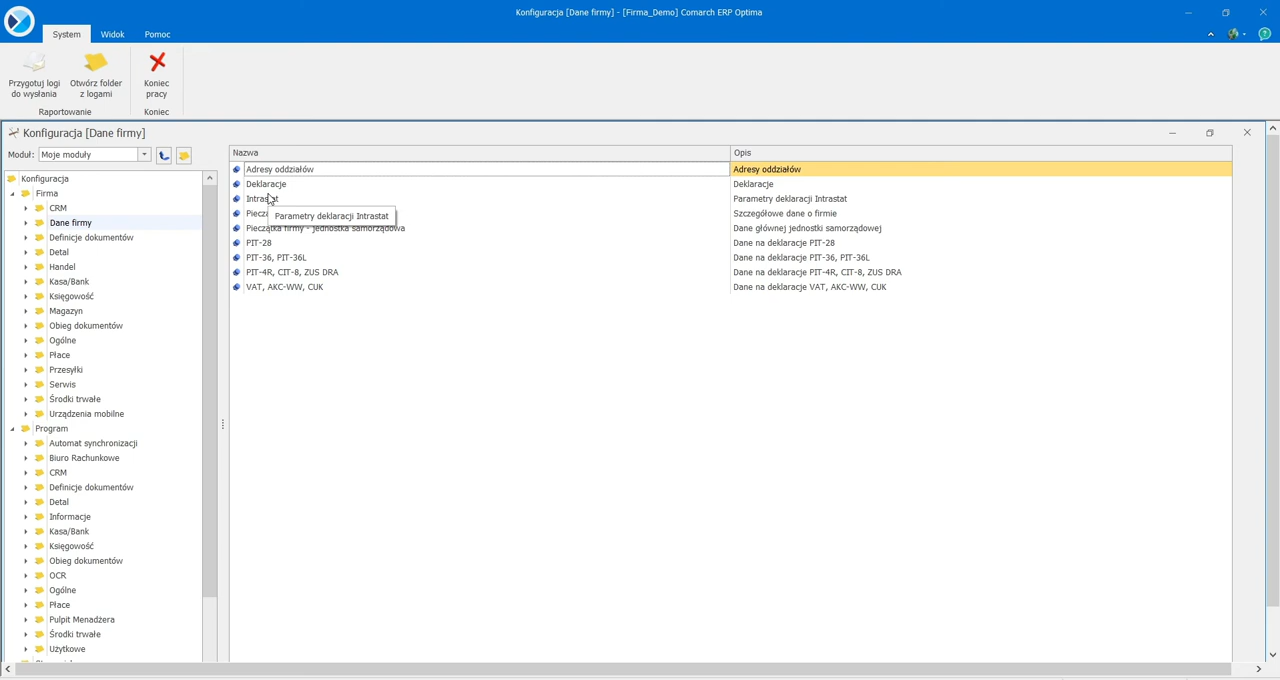 Konfiguracja [Dane firmy] - [Firma_Demo] Comarch ERP Optima
System Widok Pomoc
Przygotuj logi do wysłania
Otwórz folder z logami
Koniec pracy
Raportowanie Koniec
Konfiguracja [Dane firmy]
Moduł: Moje moduły
Konfiguracja
Firma
CRM
Dane firmy
Definicje dokumentów
Detal
Handel
Kasa/Bank
Księgowość
Magazyn
Obieg dokumentów
Ogólne
Płace
Przesyłki
Serwis
Środki trwałe
Urządzenia mobilne
Program
Automat synchronizacji
Biuro Rachunkowe
CRM
Definicje dokumentów
Detal
Informacje
Kasa/Bank
Księgowość
Obieg dokumentów
OCR
Ogólne
Płace
Pulpit Menadżera
Środki trwałe
Użytkowe
Nazwa Opis
Adresy oddziałów Adresy oddziałów
Deklaracje Deklaracje
Parametry deklaracji Intrastat
Parametry deklaracji Intrastat
Szczegółowe dane o firmie
Pieczątka firmy - jednostka samorządowa Dane głównej jednostki samorządowej
PIT-28 Dane na deklaracje PIT-28
PIT-36, PIT-36L Dane na deklaracje PIT-36, PIT-36L
PIT-4R, CIT-8, ZUS DRA Dane na deklaracje PIT-4R, CIT-8, ZUS DRA
VAT, AKC-WW, CUK Dane na deklaracje VAT, AKC-WW, CUK